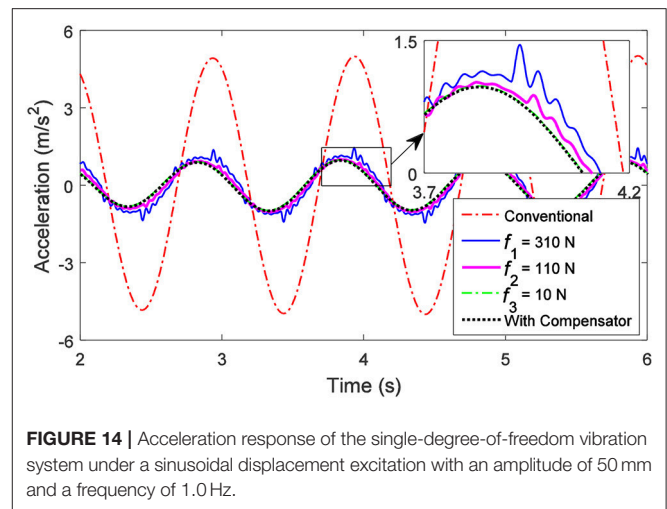 6
3
0
-3
-6
Acceleration (m/s²)
2
3
4
5
6
Time (s)
1.5
0
3.7
4.2
Conventional
f₁ = 310 N
f₂ = 110 N
f₃ = 10 N
With Compensator
FIGURE 14 | Acceleration response of the single-degree-of-freedom vibration
system under a sinusoidal displacement excitation with an amplitude of 50 mm
and a frequency of 1.0 Hz.